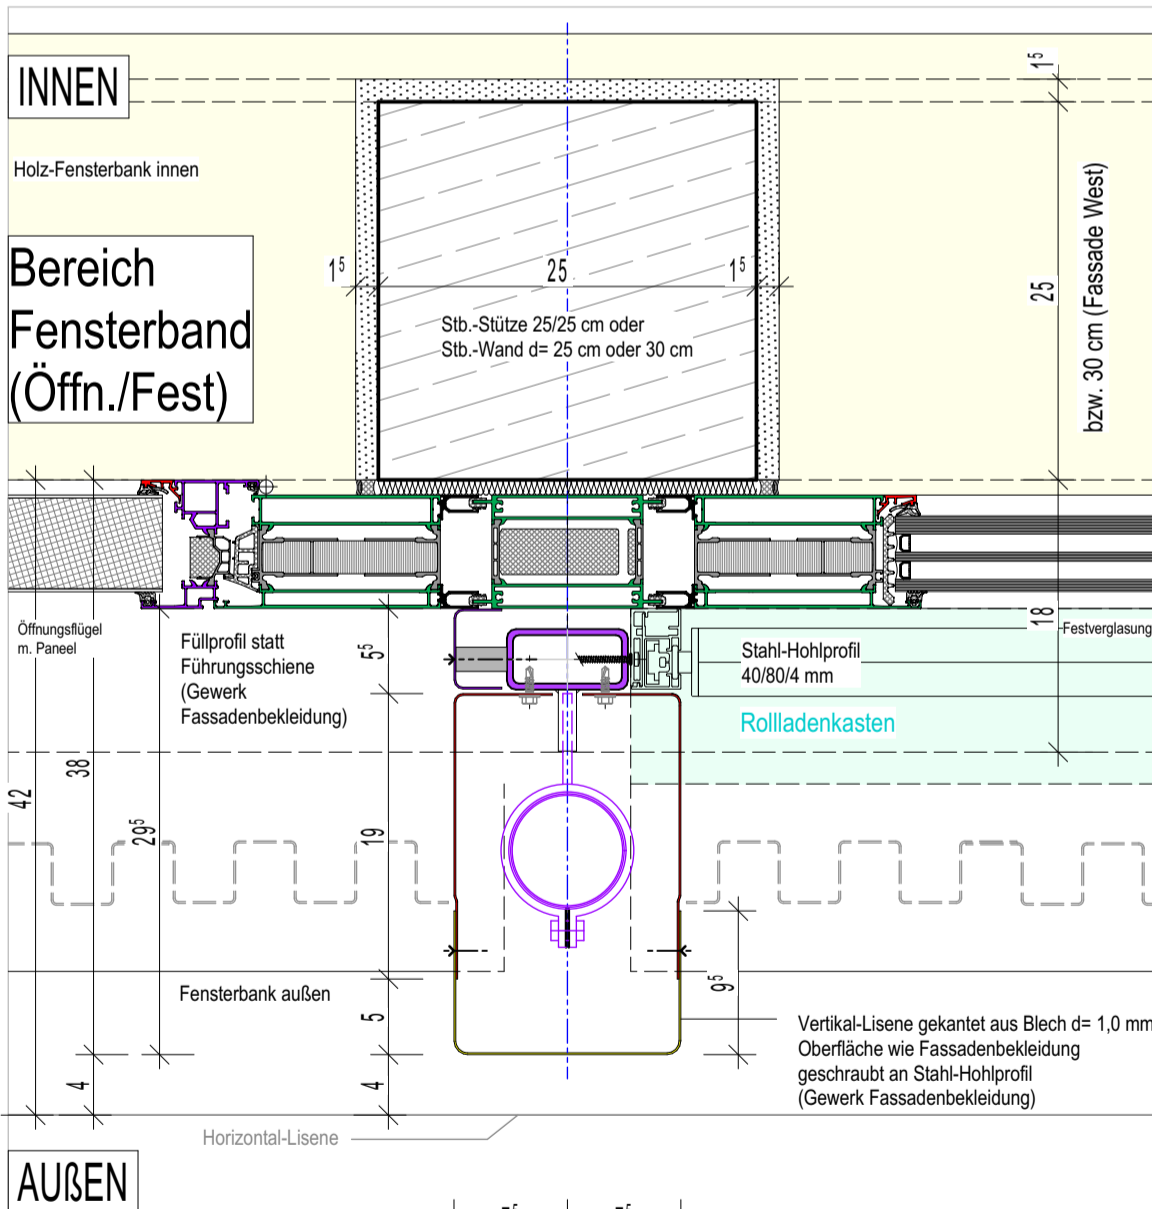 INNEN
1⁵
Holz-Fensterbank innen
bzw. 30 cm (Fassade West)
Bereich
Fensterband
(Öffn./Fest)
1⁵ 25 1⁵
25
Stb.-Stütze 25/25 cm oder
Stb.-Wand d= 25 cm oder 30 cm
Öffnungsflügel
m. Paneel
Füllprofil statt
Führungsschiene
(Gewerk
Fassadenbekleidung)
5⁵
18
Festverglasung
Stahl-Hohlprofil
40/80/4 mm
Rollladenkasten
42
38
29⁵
19
Fensterbank außen
9⁵
5
Vertikal-Lisene gekantet aus Blech d= 1,0 mm
Oberfläche wie Fassadenbekleidung
geschraubt an Stahl-Hohlprofil
(Gewerk Fassadenbekleidung)
4
4
Horizontal-Lisene
AUßEN